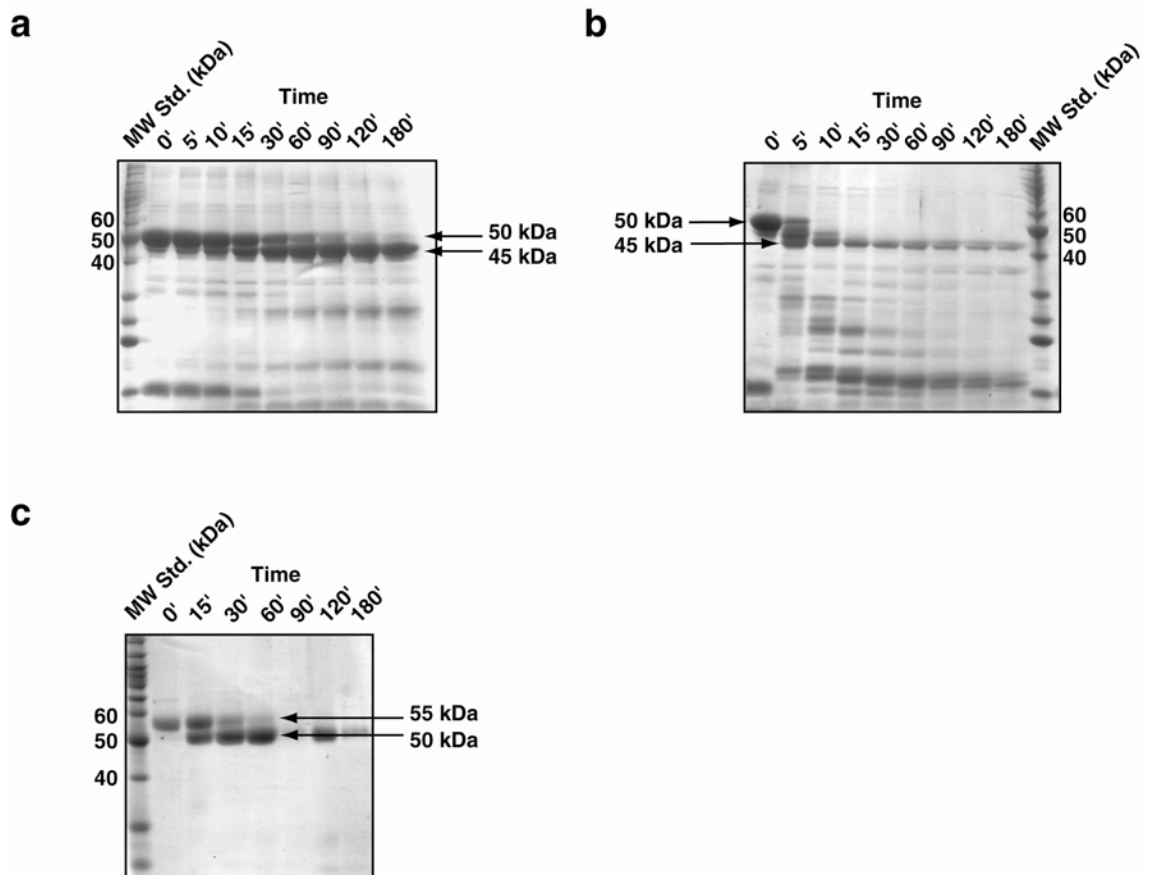 a
MW Std. (kDa)
Time
0' 5' 10' 15' 30' 60' 90' 120' 180'
60
50
40
50 kDa
45 kDa
b
Time
0' 5' 10' 15' 30' 60' 90' 120' 180' MW Std. (kDa)
50 kDa
45 kDa
60
50
40
c
MW Std. (kDa)
Time
0' 15' 30' 60' 90' 120' 180'
60
50
40
55 kDa
50 kDa